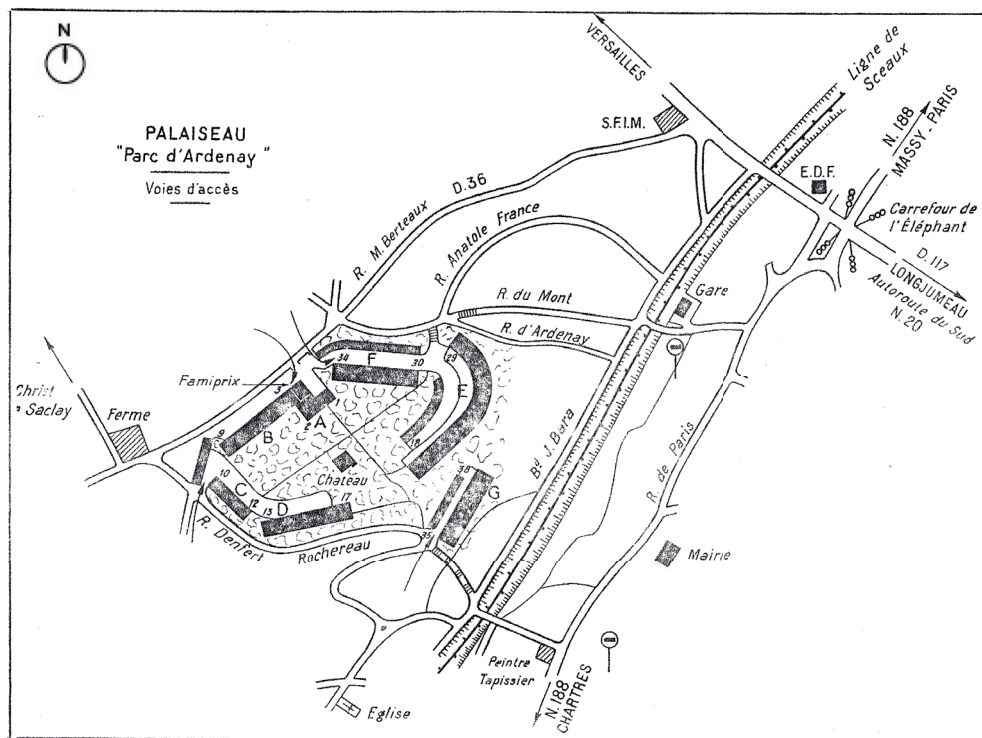 N
PALAISEAU
"Parc d'Ardenay"
Voies d'accès
VERSAILLES
Ligne de
Sceaux
N. 188
MASSY-PARIS
S.F.I.M.
E.D.F.
Carrefour de
l'Éléphant
D.117
LONGJUMEAU
Autoroute du Sud
N. 20
D.36
R. M. Berteaux
R. Anatole France
R. du Mont
R. d'Ardenay
Gare
34
F
30
29
E
18
Famiprix
3
1
A
2
B
9
Christ
Saclay
Ferme
Château
10
C
12
13
D
17
38
G
35
R. Denfert Rochereau
Bd J. Bara
R. de Paris
Mairie
Peintre
Tapissier
N.188
CHARTRES
Eglise